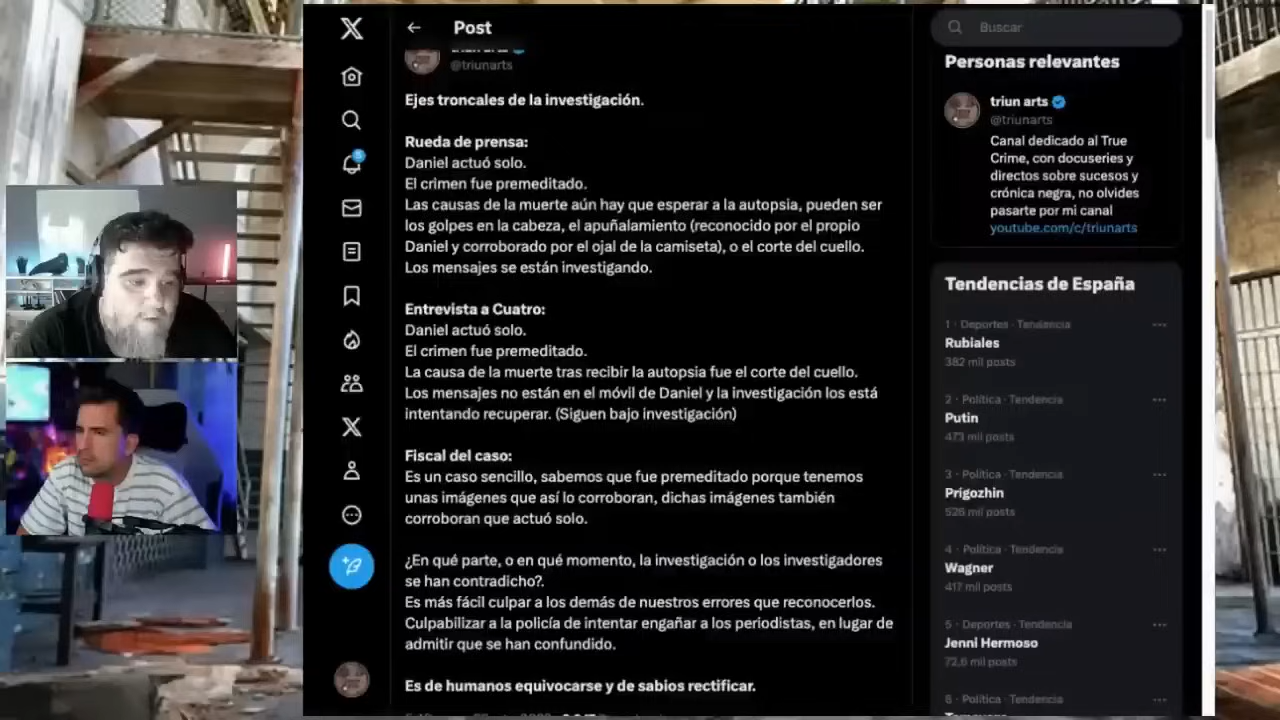 Post
@triunarts
Ejes troncales de la investigación.
Rueda de prensa:
Daniel actuó solo.
El crimen fue premeditado.
Las causas de la muerte aún hay que esperar a la autopsia, pueden ser
los golpes en la cabeza, el apuñalamiento (reconocido por el propio
Daniel y corroborado por el ojal de la camiseta), o el corte del cuello.
Los mensajes se están investigando.
Entrevista a Cuatro:
Daniel actuó solo.
El crimen fue premeditado.
La causa de la muerte tras recibir la autopsia fue el corte del cuello.
Los mensajes no están en el móvil de Daniel y la investigación los está
intentando recuperar. (Siguen bajo investigación)
Fiscal del caso:
Es un caso sencillo, sabemos que fue premeditado porque tenemos
unas imágenes que así lo corroboran, dichas imágenes también
corroboran que actuó solo.
¿En qué parte, o en qué momento, la investigación o los investigadores
se han contradicho?.
Es más fácil culpar a los demás de nuestros errores que reconocerlos.
Culpabilizar a la policía de intentar engañar a los periodistas, en lugar de
admitir que se han confundido.
Es de humanos equivocarse y de sabios rectificar.
Buscar
Personas relevantes
triun arts
@triunarts
Canal dedicado al True
Crime, con docuseries y
directos sobre sucesos y
crónica negra, no olvides
pasarte por mi canal
youtube.com/c/triunarts
Tendencias de España
1 · Deportes · Tendencia
Rubiales
382 mil posts
2 · Política · Tendencia
Putin
473 mil posts
3 · Política · Tendencia
Prigozhin
526 mil posts
4 · Política · Tendencia
Wagner
417 mil posts
5 · Deportes · Tendencia
Jenni Hermoso
72,6 mil posts
6 · Política · Tendencia